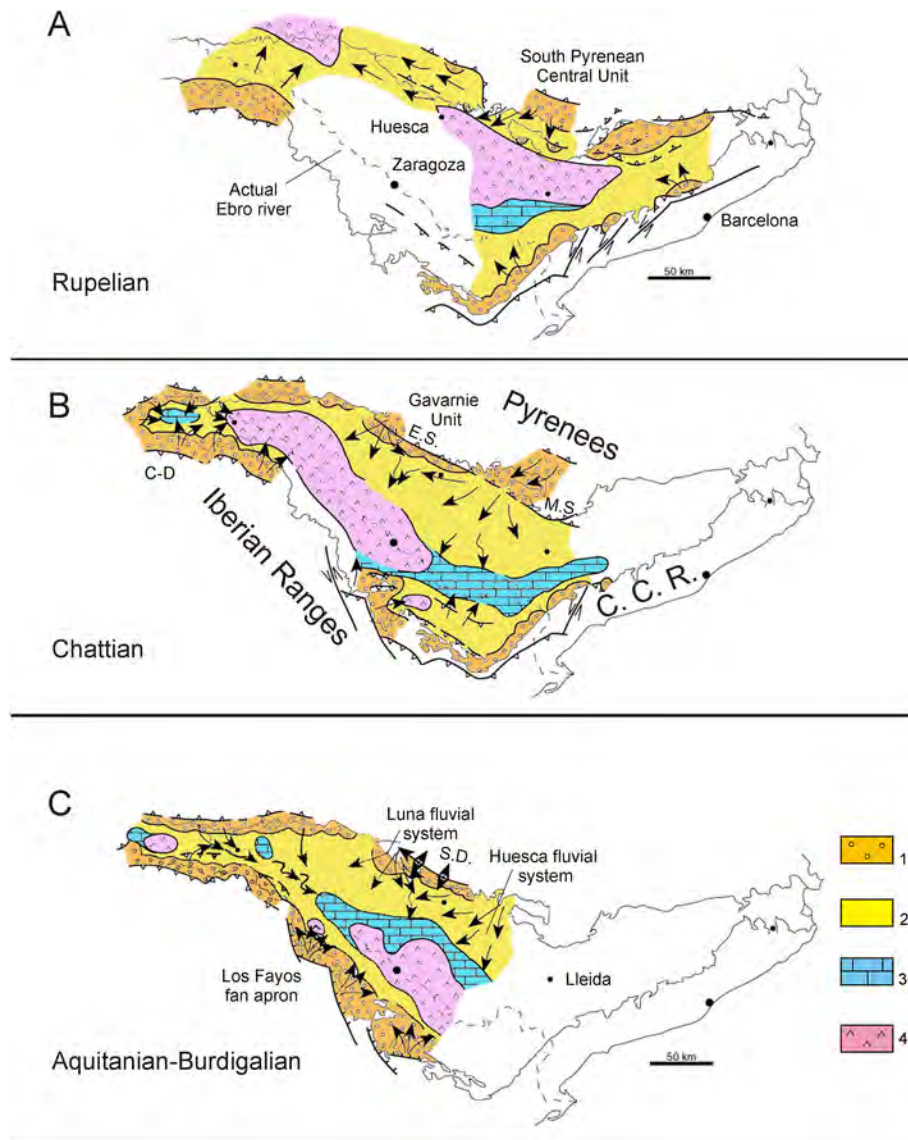 A
South Pyrenean
Central Unit
Huesca
Zaragoza
Actual
Ebro river
Barcelona
50 km
Rupelian
B
Gavarnie
Unit
Pyrenees
E.S.
M.S.
C-D
Iberian Ranges
C. C. R.
Chattian
C
Luna fluvial
system
S.D.
Huesca fluvial
system
Los Fayos
fan apron
Lleida
50 km
Aquitanian-Burdigalian
1
2
3
4